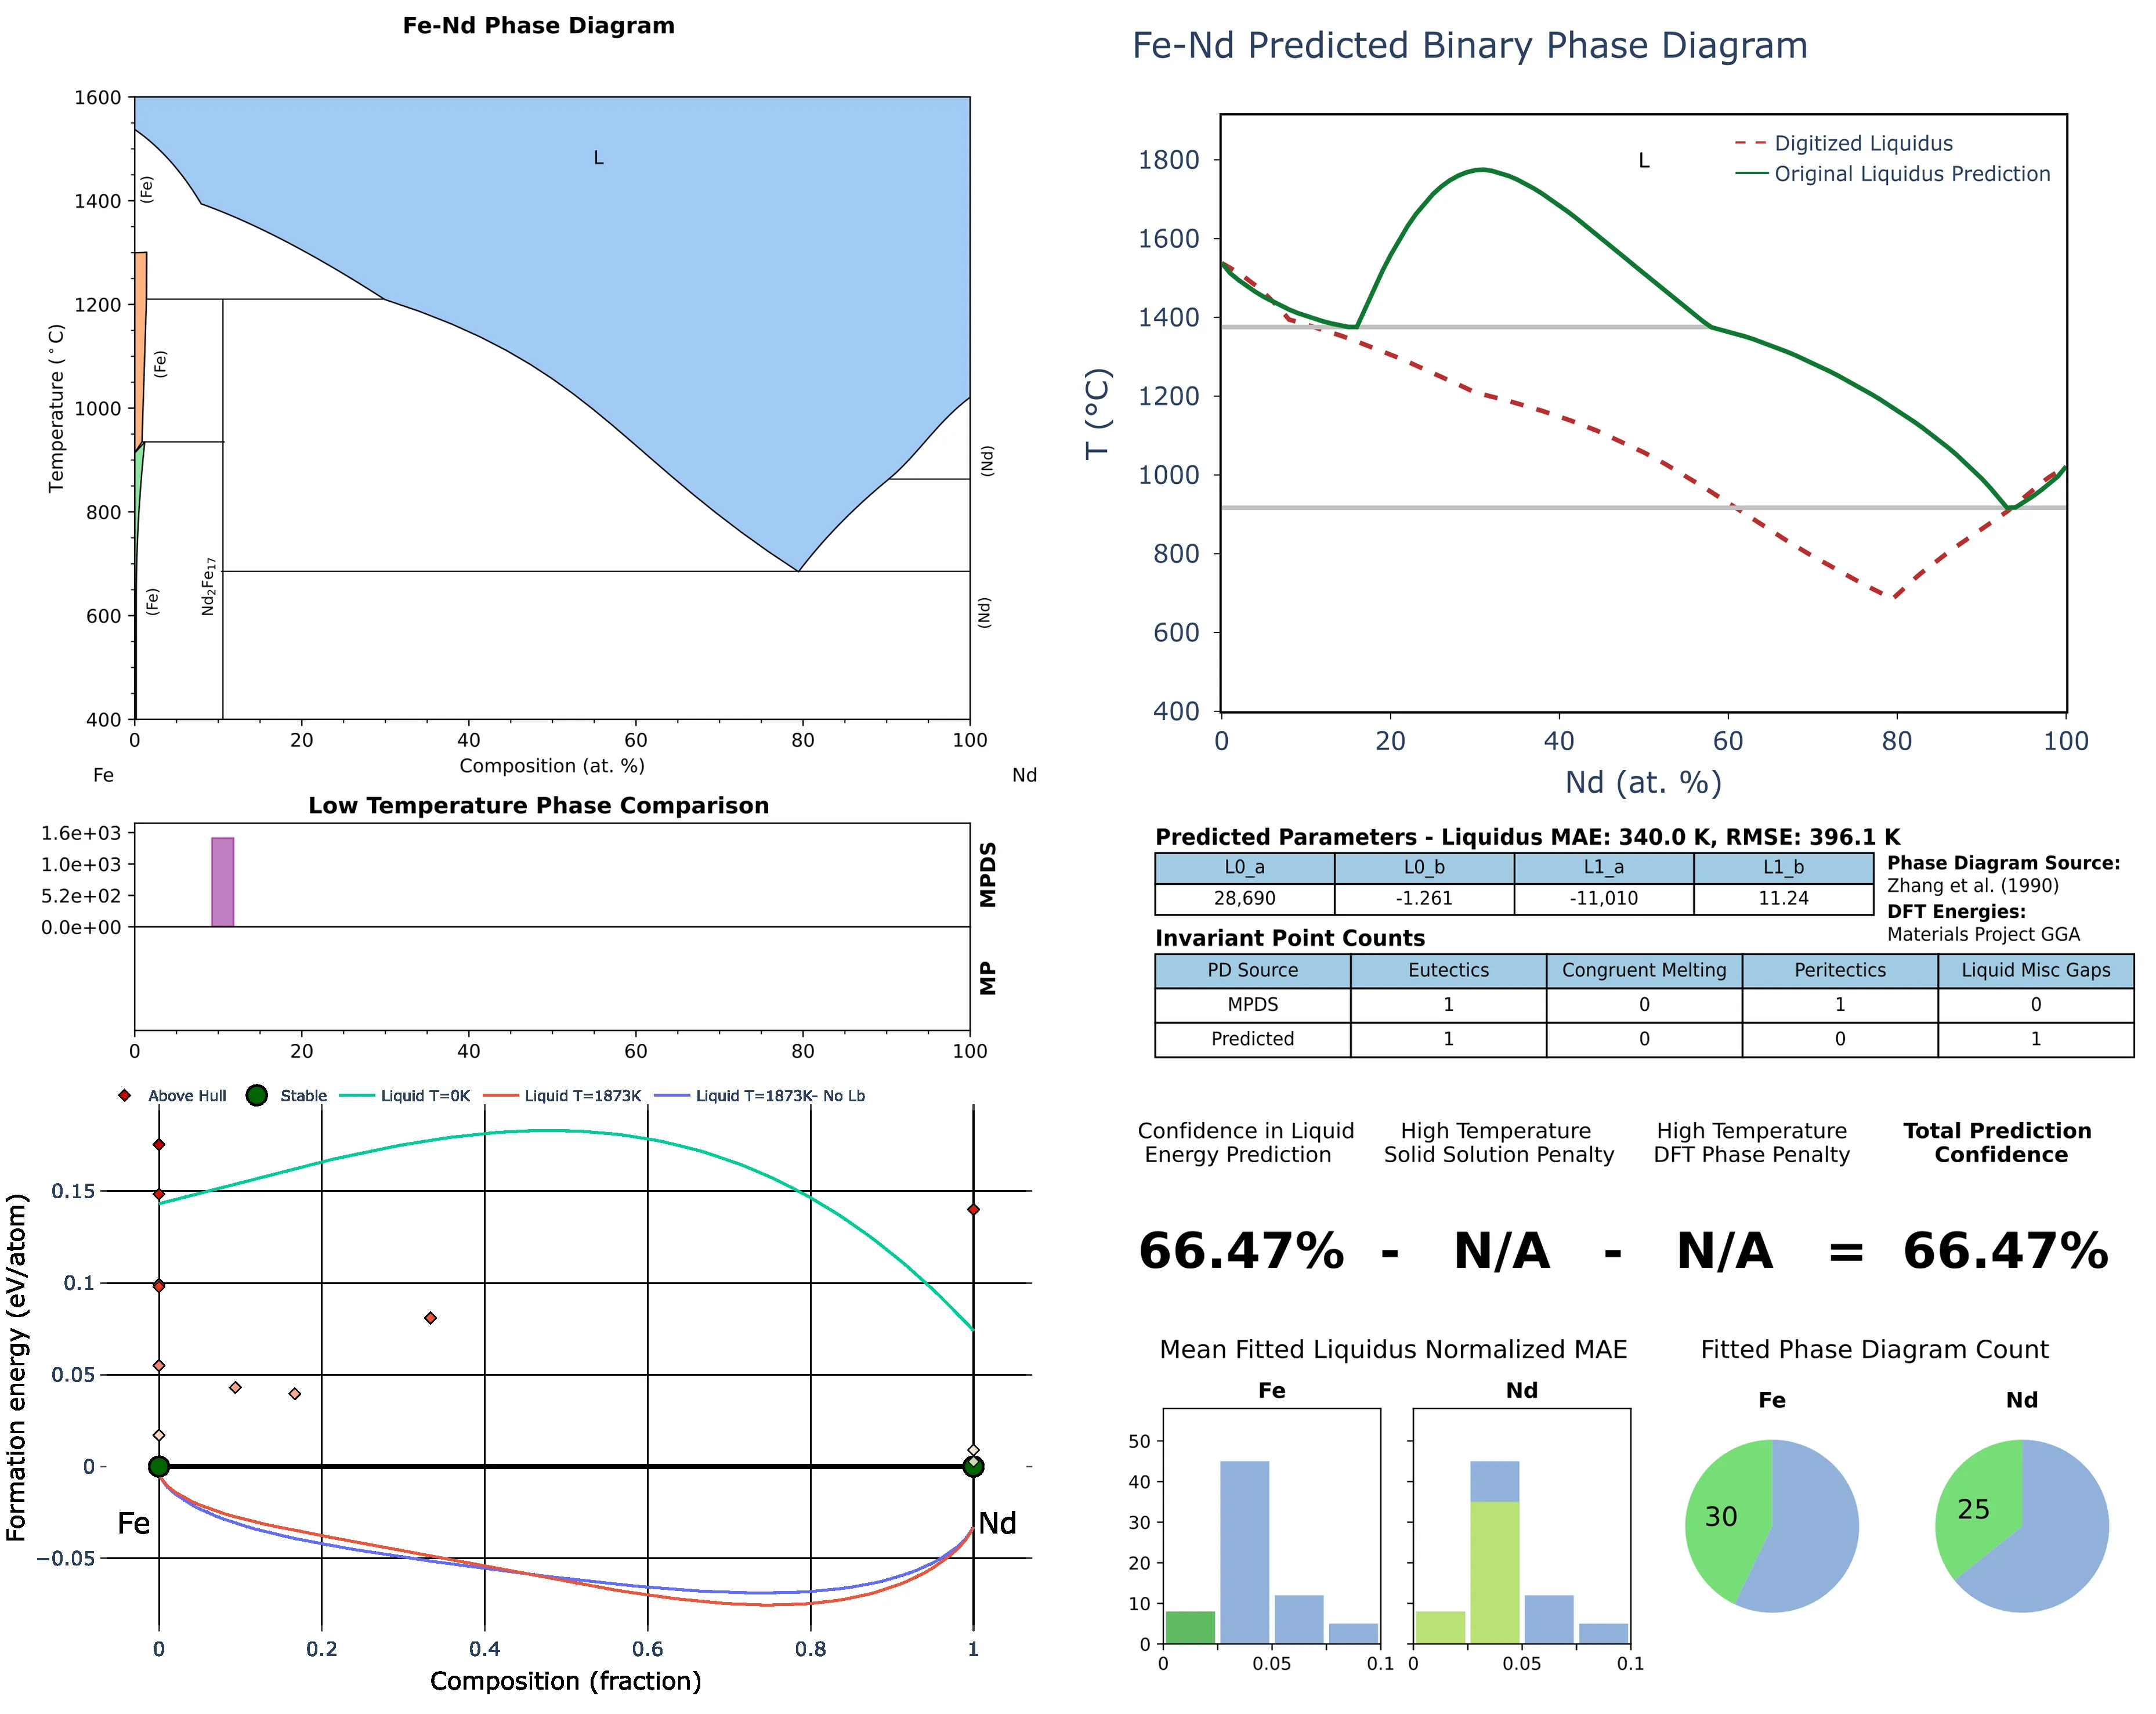 Fe-Nd Phase Diagram
1600
1400
1200
1000
800
600
400
Temperature (°C)
L
(Fe)
(Fe)
(Fe)
Nd2Fe17
(Nd)
(Nd)
0 20 40 60 80 100
Composition (at. %)
Fe Nd
Low Temperature Phase Comparison
1.6e+03
1.0e+03
5.2e+02
0.0e+00
MPDS
MP
0 20 40 60 80 100
Above Hull Stable Liquid T=0K Liquid T=1873K Liquid T=1873K- No Lb
0.15
0.1
0.05
0
−0.05
Formation energy (eV/atom)
Fe Nd
0 0.2 0.4 0.6 0.8 1
Composition (fraction)
Fe-Nd Predicted Binary Phase Diagram
1800
1600
1400
1200
1000
800
600
400
T (°C)
L
Digitized Liquidus
Original Liquidus Prediction
0 20 40 60 80 100
Nd (at. %)
Predicted Parameters - Liquidus MAE: 340.0 K, RMSE: 396.1 K
L0_a L0_b L1_a L1_b
28,690 -1.261 -11,010 11.24
Phase Diagram Source:
Zhang et al. (1990)
DFT Energies:
Materials Project GGA
Invariant Point Counts
PD Source Eutectics Congruent Melting Peritectics Liquid Misc Gaps
MPDS 1 0 1 0
Predicted 1 0 0 1
Confidence in Liquid Energy Prediction
High Temperature Solid Solution Penalty
High Temperature DFT Phase Penalty
Total Prediction Confidence
66.47% - N/A - N/A = 66.47%
Mean Fitted Liquidus Normalized MAE
Fe Nd
50
40
30
20
10
0
0 0.05 0.1 0 0.05 0.1
Fitted Phase Diagram Count
Fe Nd
30 25